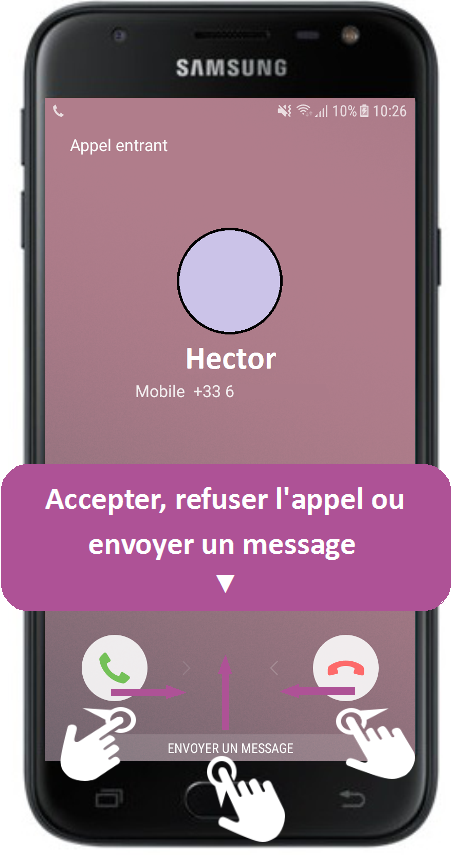 SAMSUNG
10% 10:26
Appel entrant
Hector
Mobile +33 6
Accepter, refuser l'appel ou
envoyer un message
▼
ENVOYER UN MESSAGE